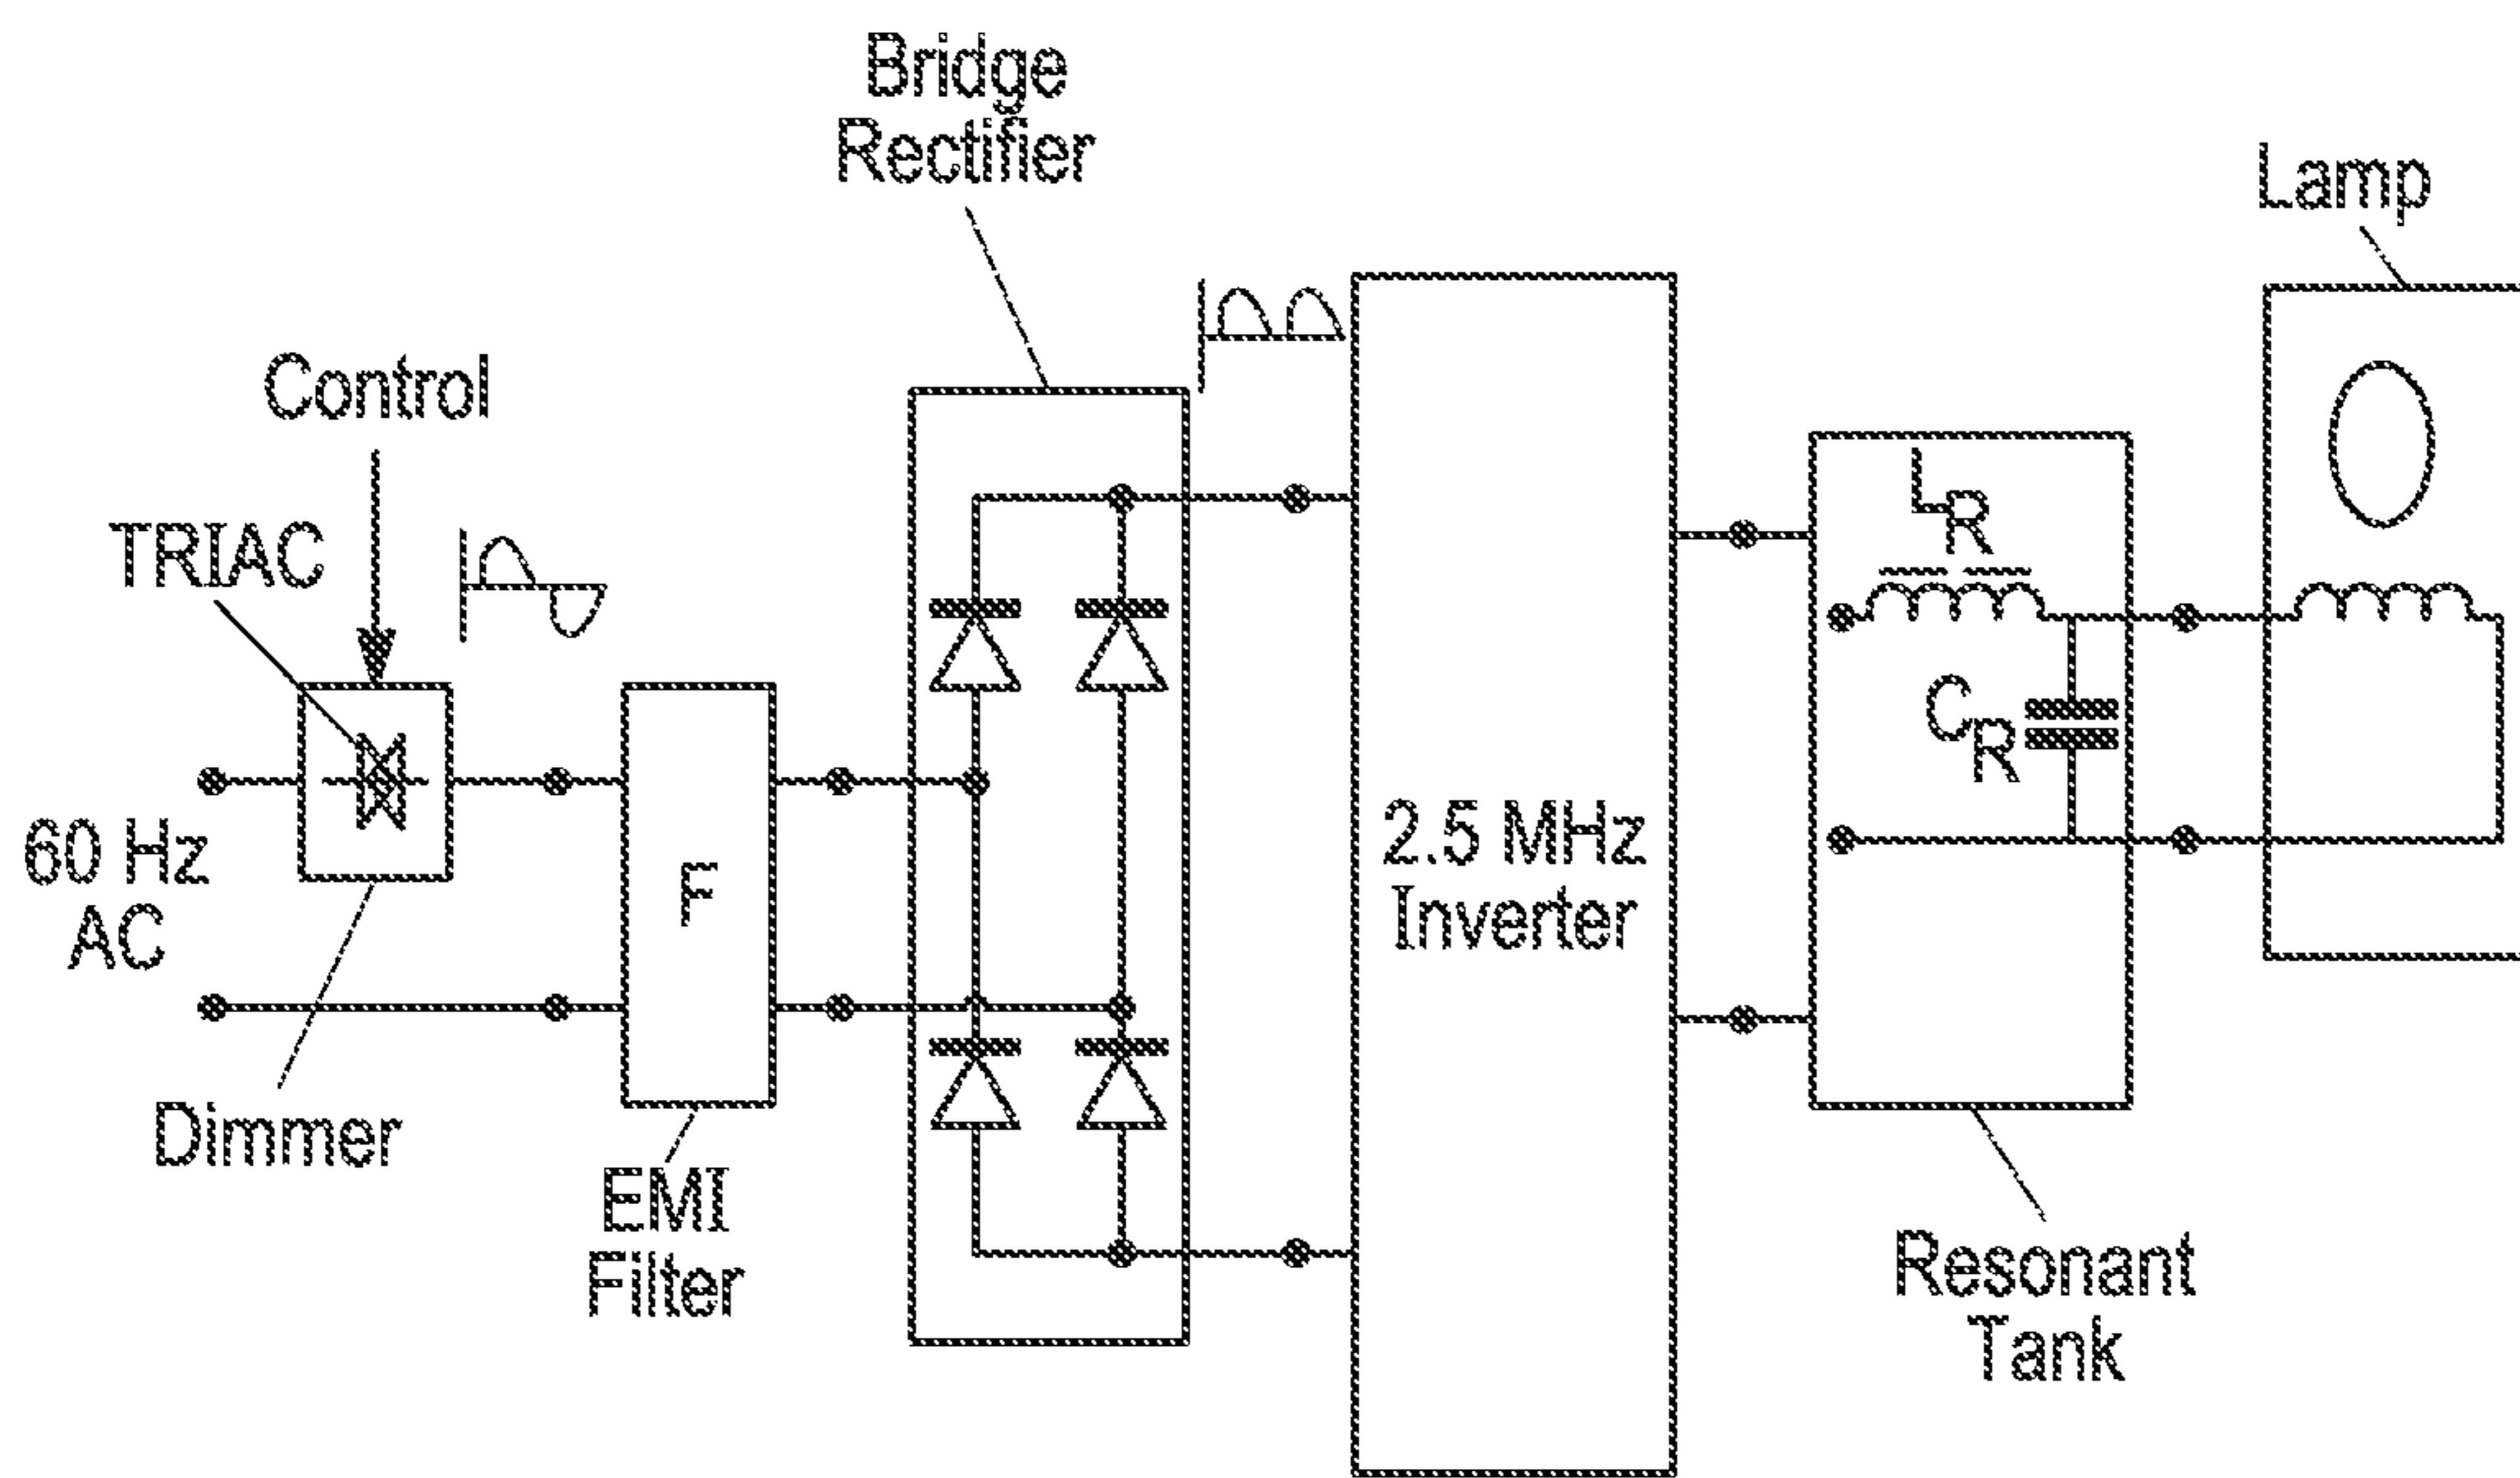 Bridge
Rectifier
Lamp
Control
TRIAC
LR
CR
60 Hz
AC
F
2.5 MHz
Inverter
Dimmer
EMI
Filter
Resonant
Tank